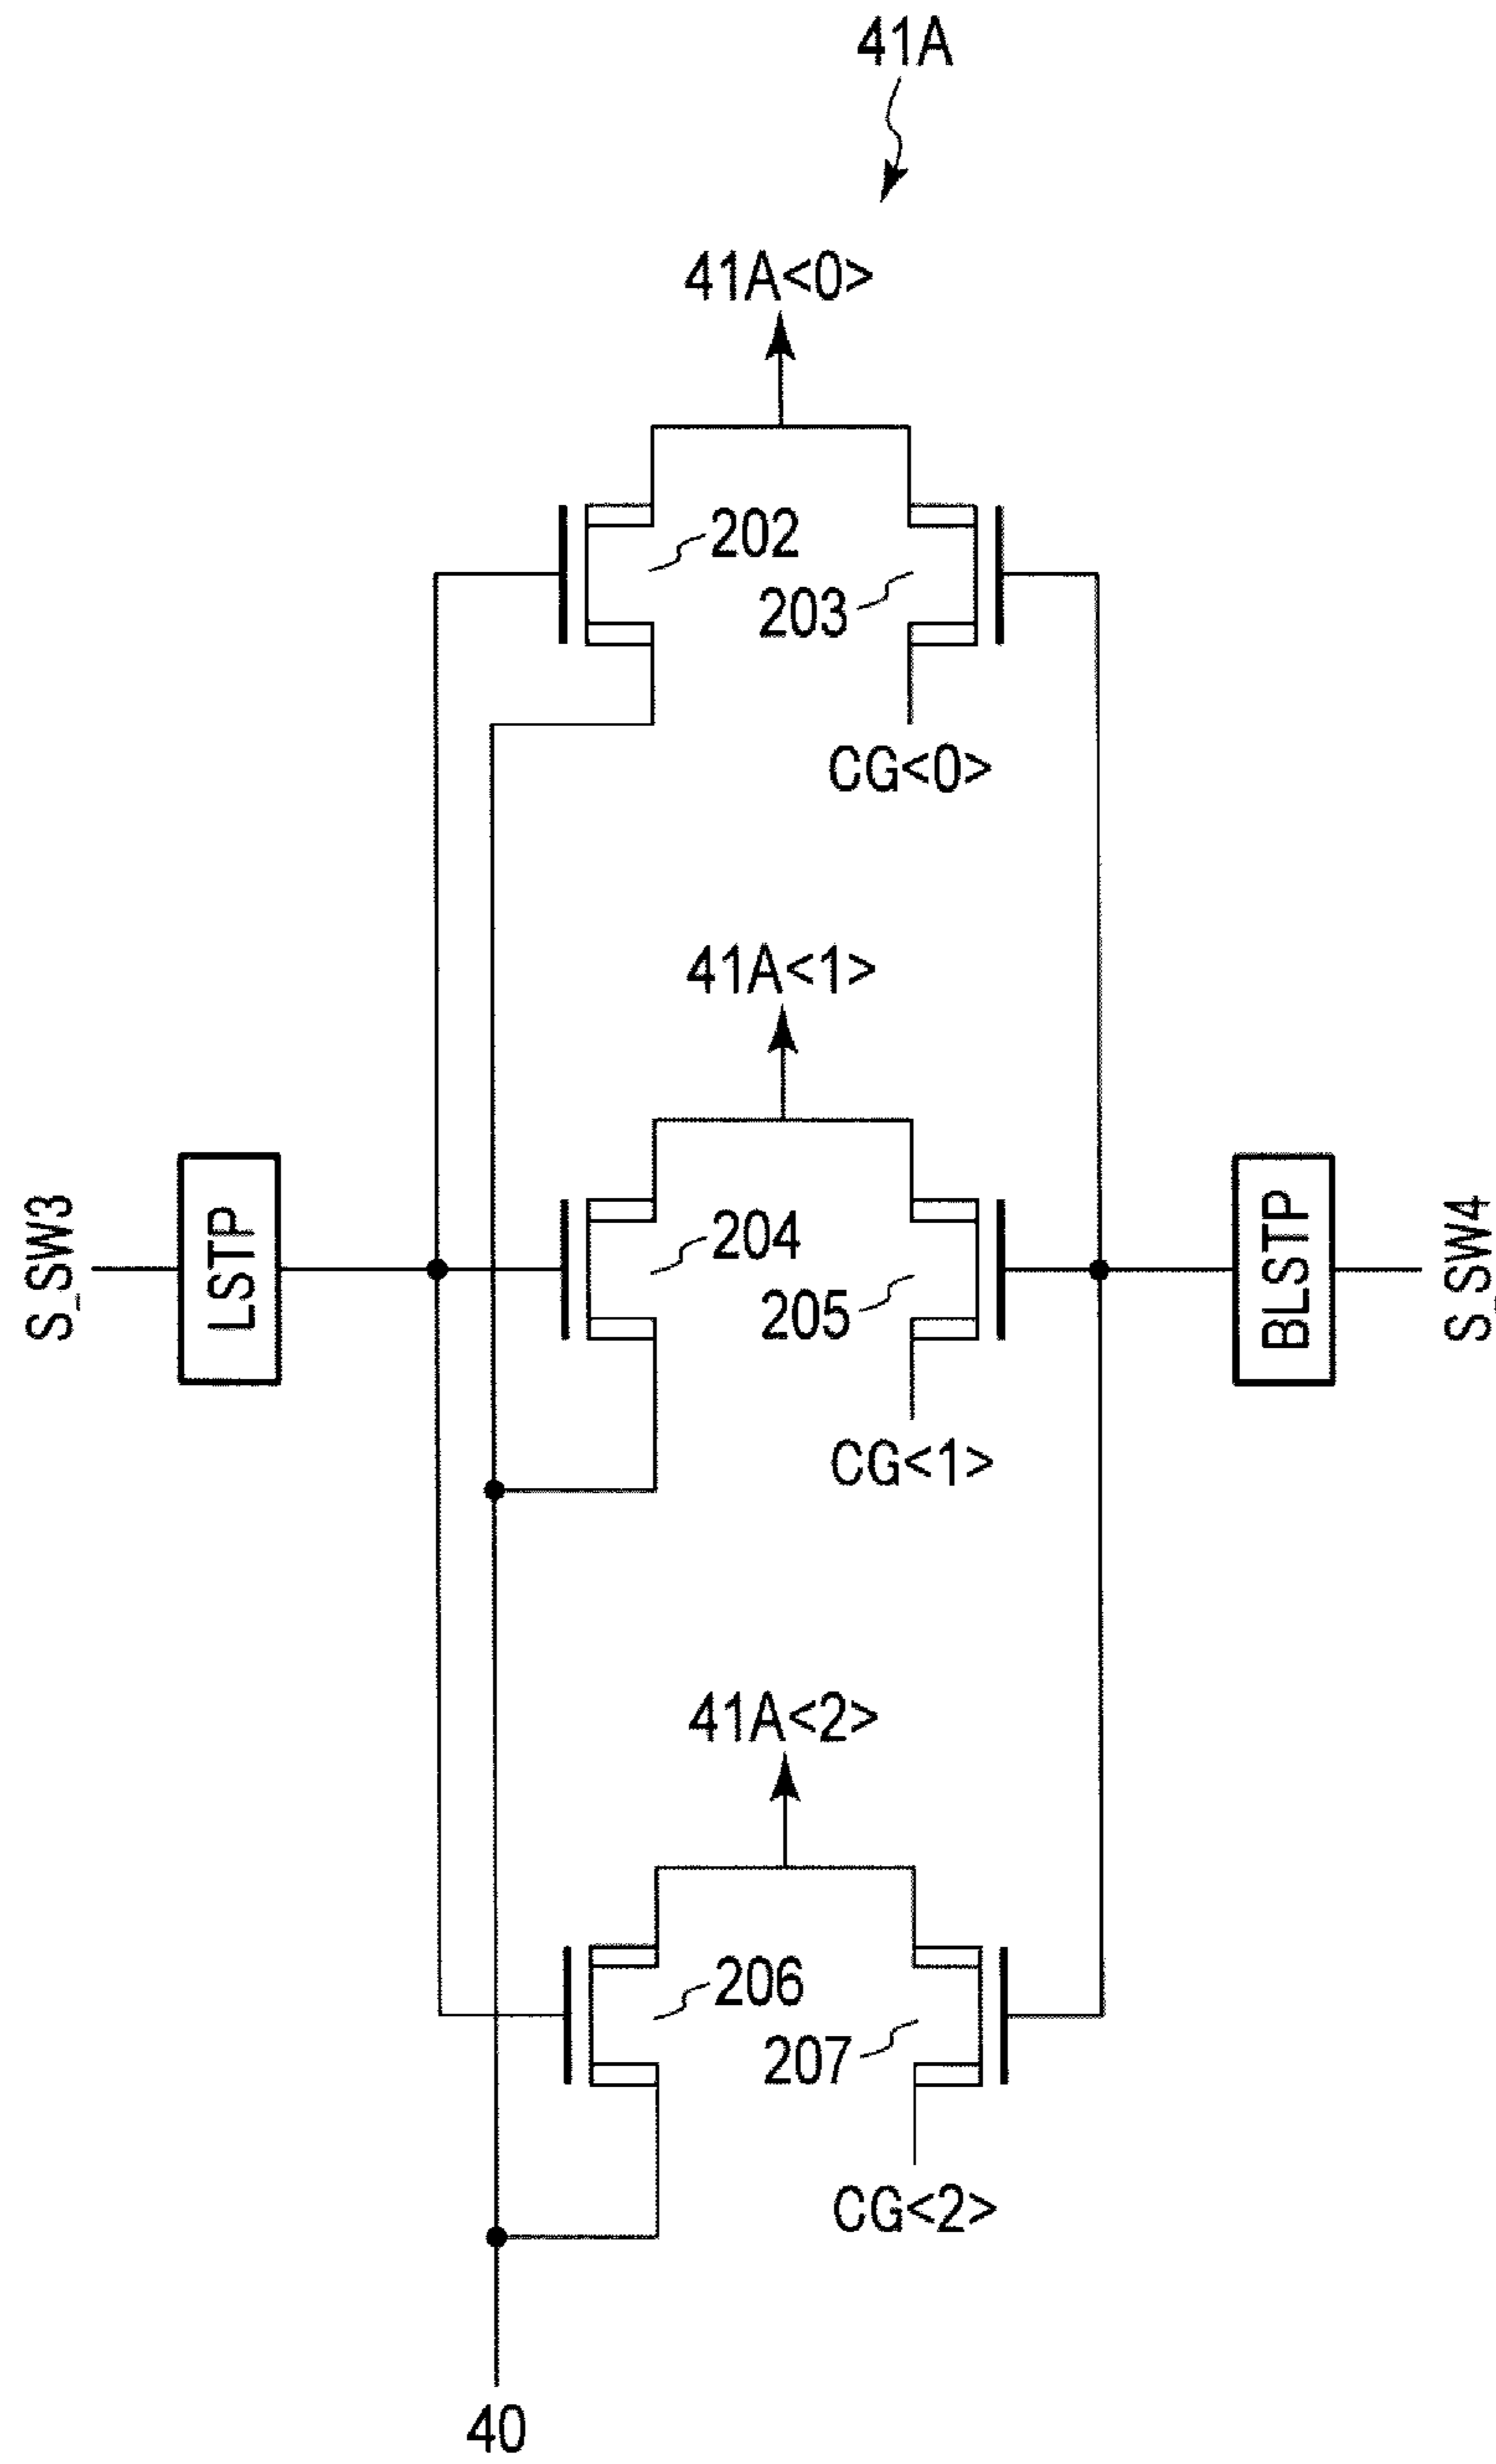 41A
41A<0>
202
203
CG<0>
41A<1>
S_SW3
LSTP
204
205
BLSTP
S_SW4
CG<1>
41A<2>
206
207
CG<2>
40